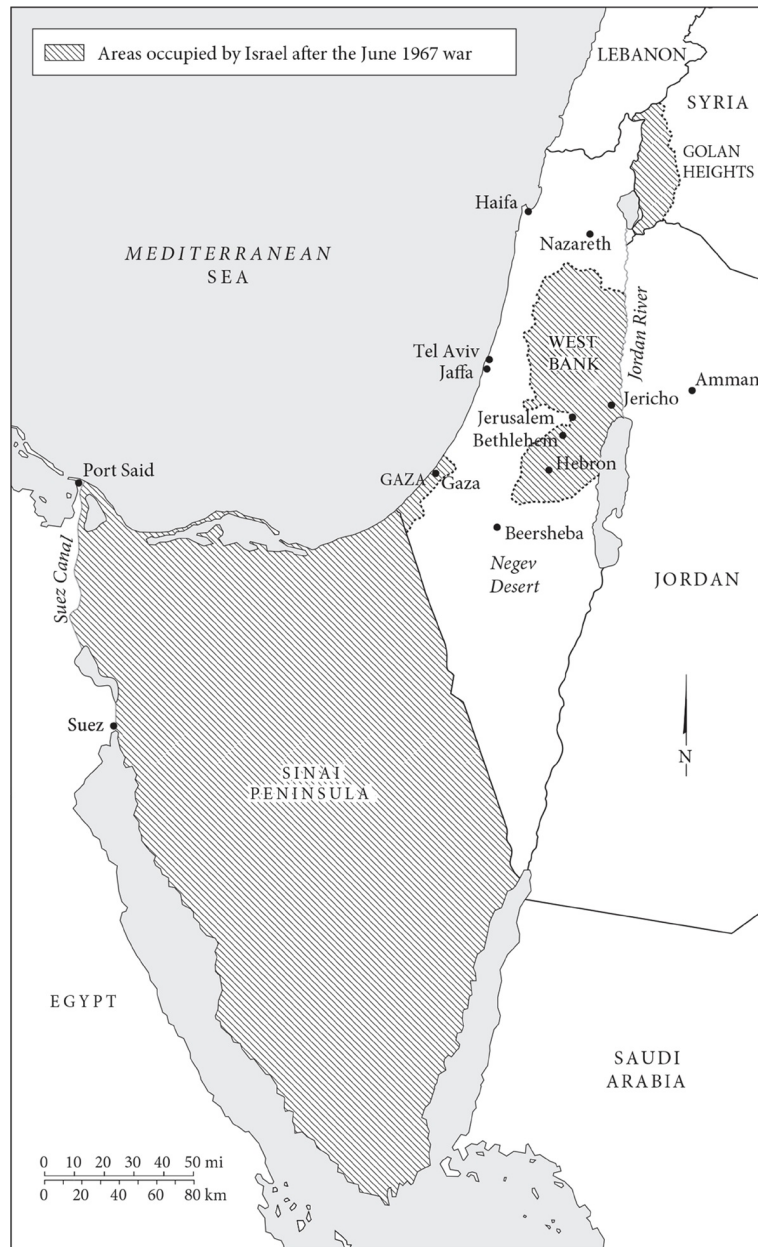 Areas occupied by Israel after the June 1967 war
LEBANON
SYRIA
GOLAN
HEIGHTS
Haifa
Nazareth
MEDITERRANEAN
SEA
Jordan River
WEST
BANK
Tel Aviv
Jaffa
Amman
Jericho
Jerusalem
Bethlehem
Hebron
Port Said
GAZA
Gaza
Beersheba
Suez Canal
Negev
Desert
JORDAN
Suez
N
SINAI
PENINSULA
EGYPT
SAUDI
ARABIA
0 10 20 30 40 50 mi
0 20 40 60 80 km